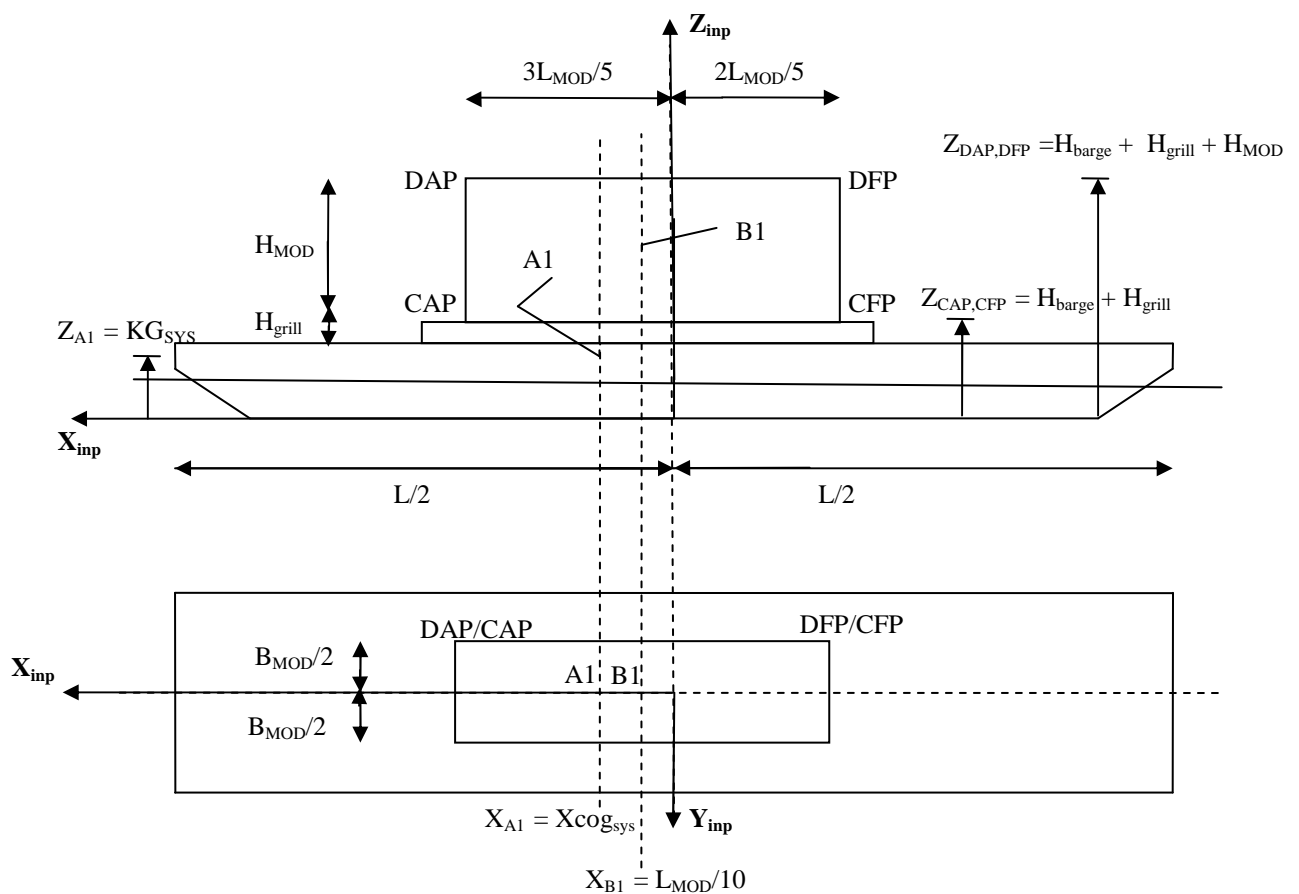 Z_inp
3L_MOD/5
2L_MOD/5
Z_DAP,DFP =H_barge + H_grill + H_MOD
DAP
DFP
H_MOD
B1
A1
CAP
CFP
Z_CAP,CFP = H_barge + H_grill
H_grill
Z_A1 = KG_SYS
X_inp
L/2
L/2
DAP/CAP
DFP/CFP
B_MOD/2
X_inp
A1
B1
B_MOD/2
X_A1 = Xcog_sys
Y_inp
X_B1 = L_MOD/10